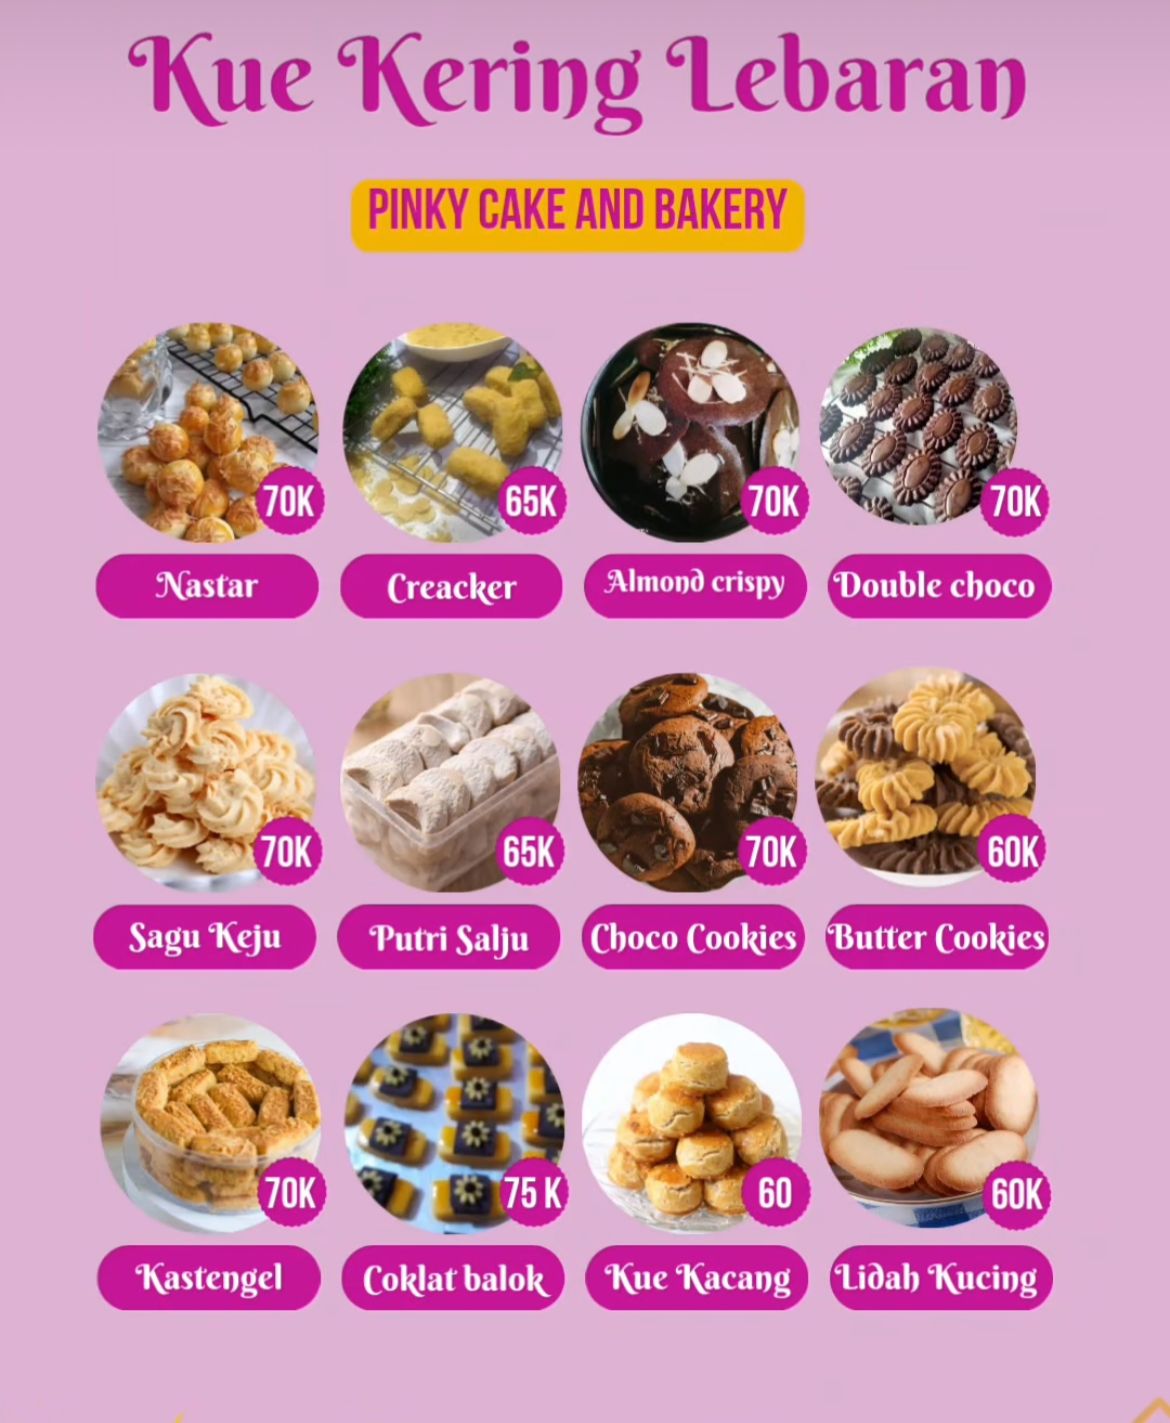 Kue Kering Lebaran
PINKY CAKE AND BAKERY
70K 65K 70K 70K
Nastar Creacker Almond crispy Double choco
70K 65K 70K 60K
Sagu Keju Putri Salju Choco Cookies Butter Cookies
70K 75 K 60 60K
Kastengel Coklat balok Kue Kacang Lidah Kucing